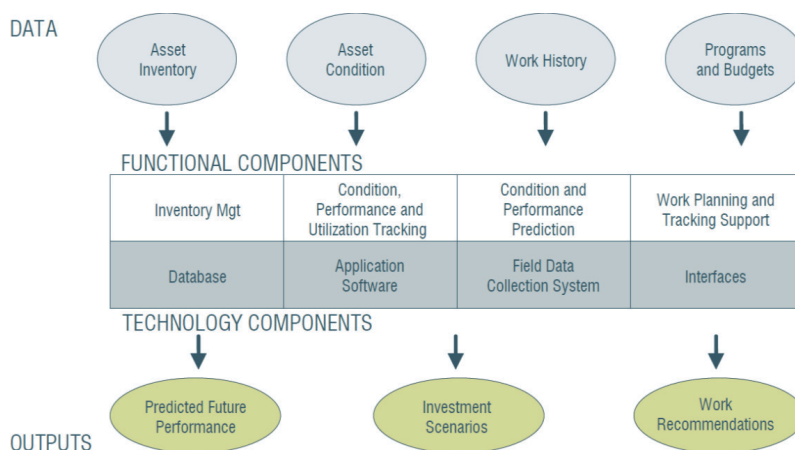 DATA
Asset
Inventory
Asset
Condition
Work History
Programs
and Budgets
FUNCTIONAL COMPONENTS
Inventory Mgt
Condition,
Performance and
Utilization Tracking
Condition and
Performance
Prediction
Work Planning and
Tracking Support
Database
Application
Software
Field Data
Collection System
Interfaces
TECHNOLOGY COMPONENTS
Predicted Future
Performance
Investment
Scenarios
Work
Recommendations
OUTPUTS